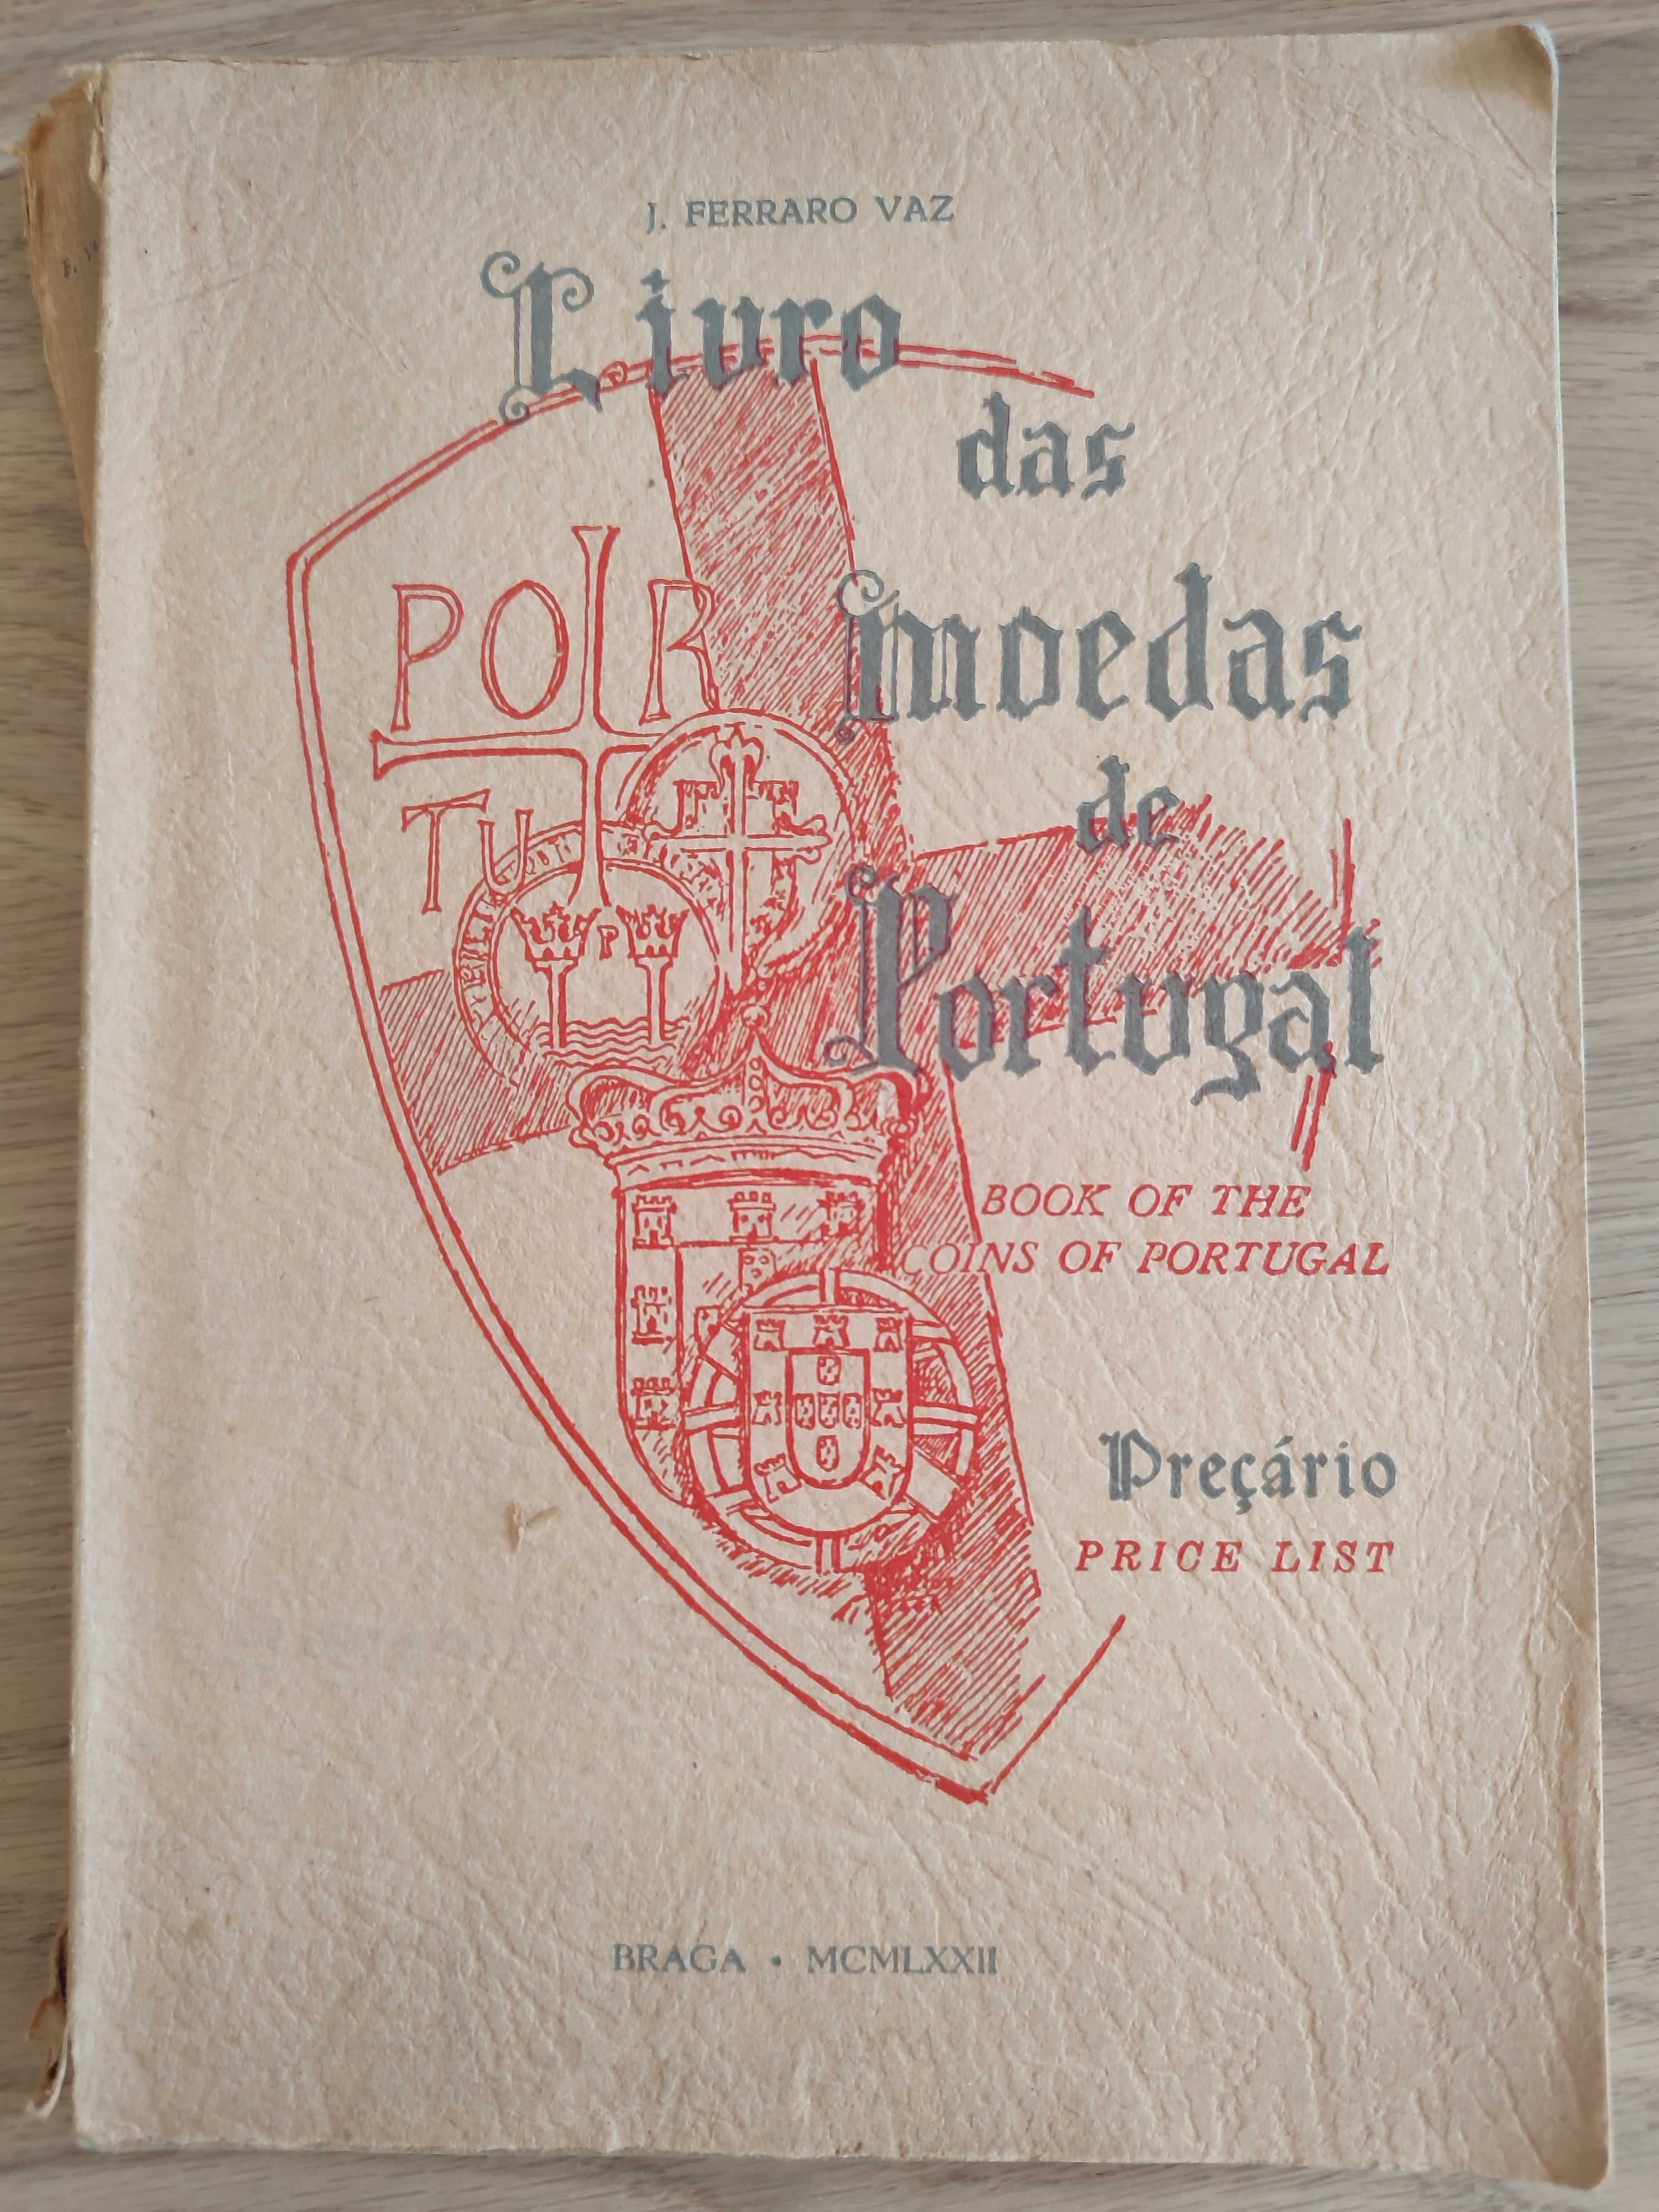 J. FERRARO VAZ
Livro
das
moedas
de
Portugal
PO R
TU
P
BOOK OF THE
COINS OF PORTUGAL
Preçário
PRICE LIST
BRAGA • MCMLXXII